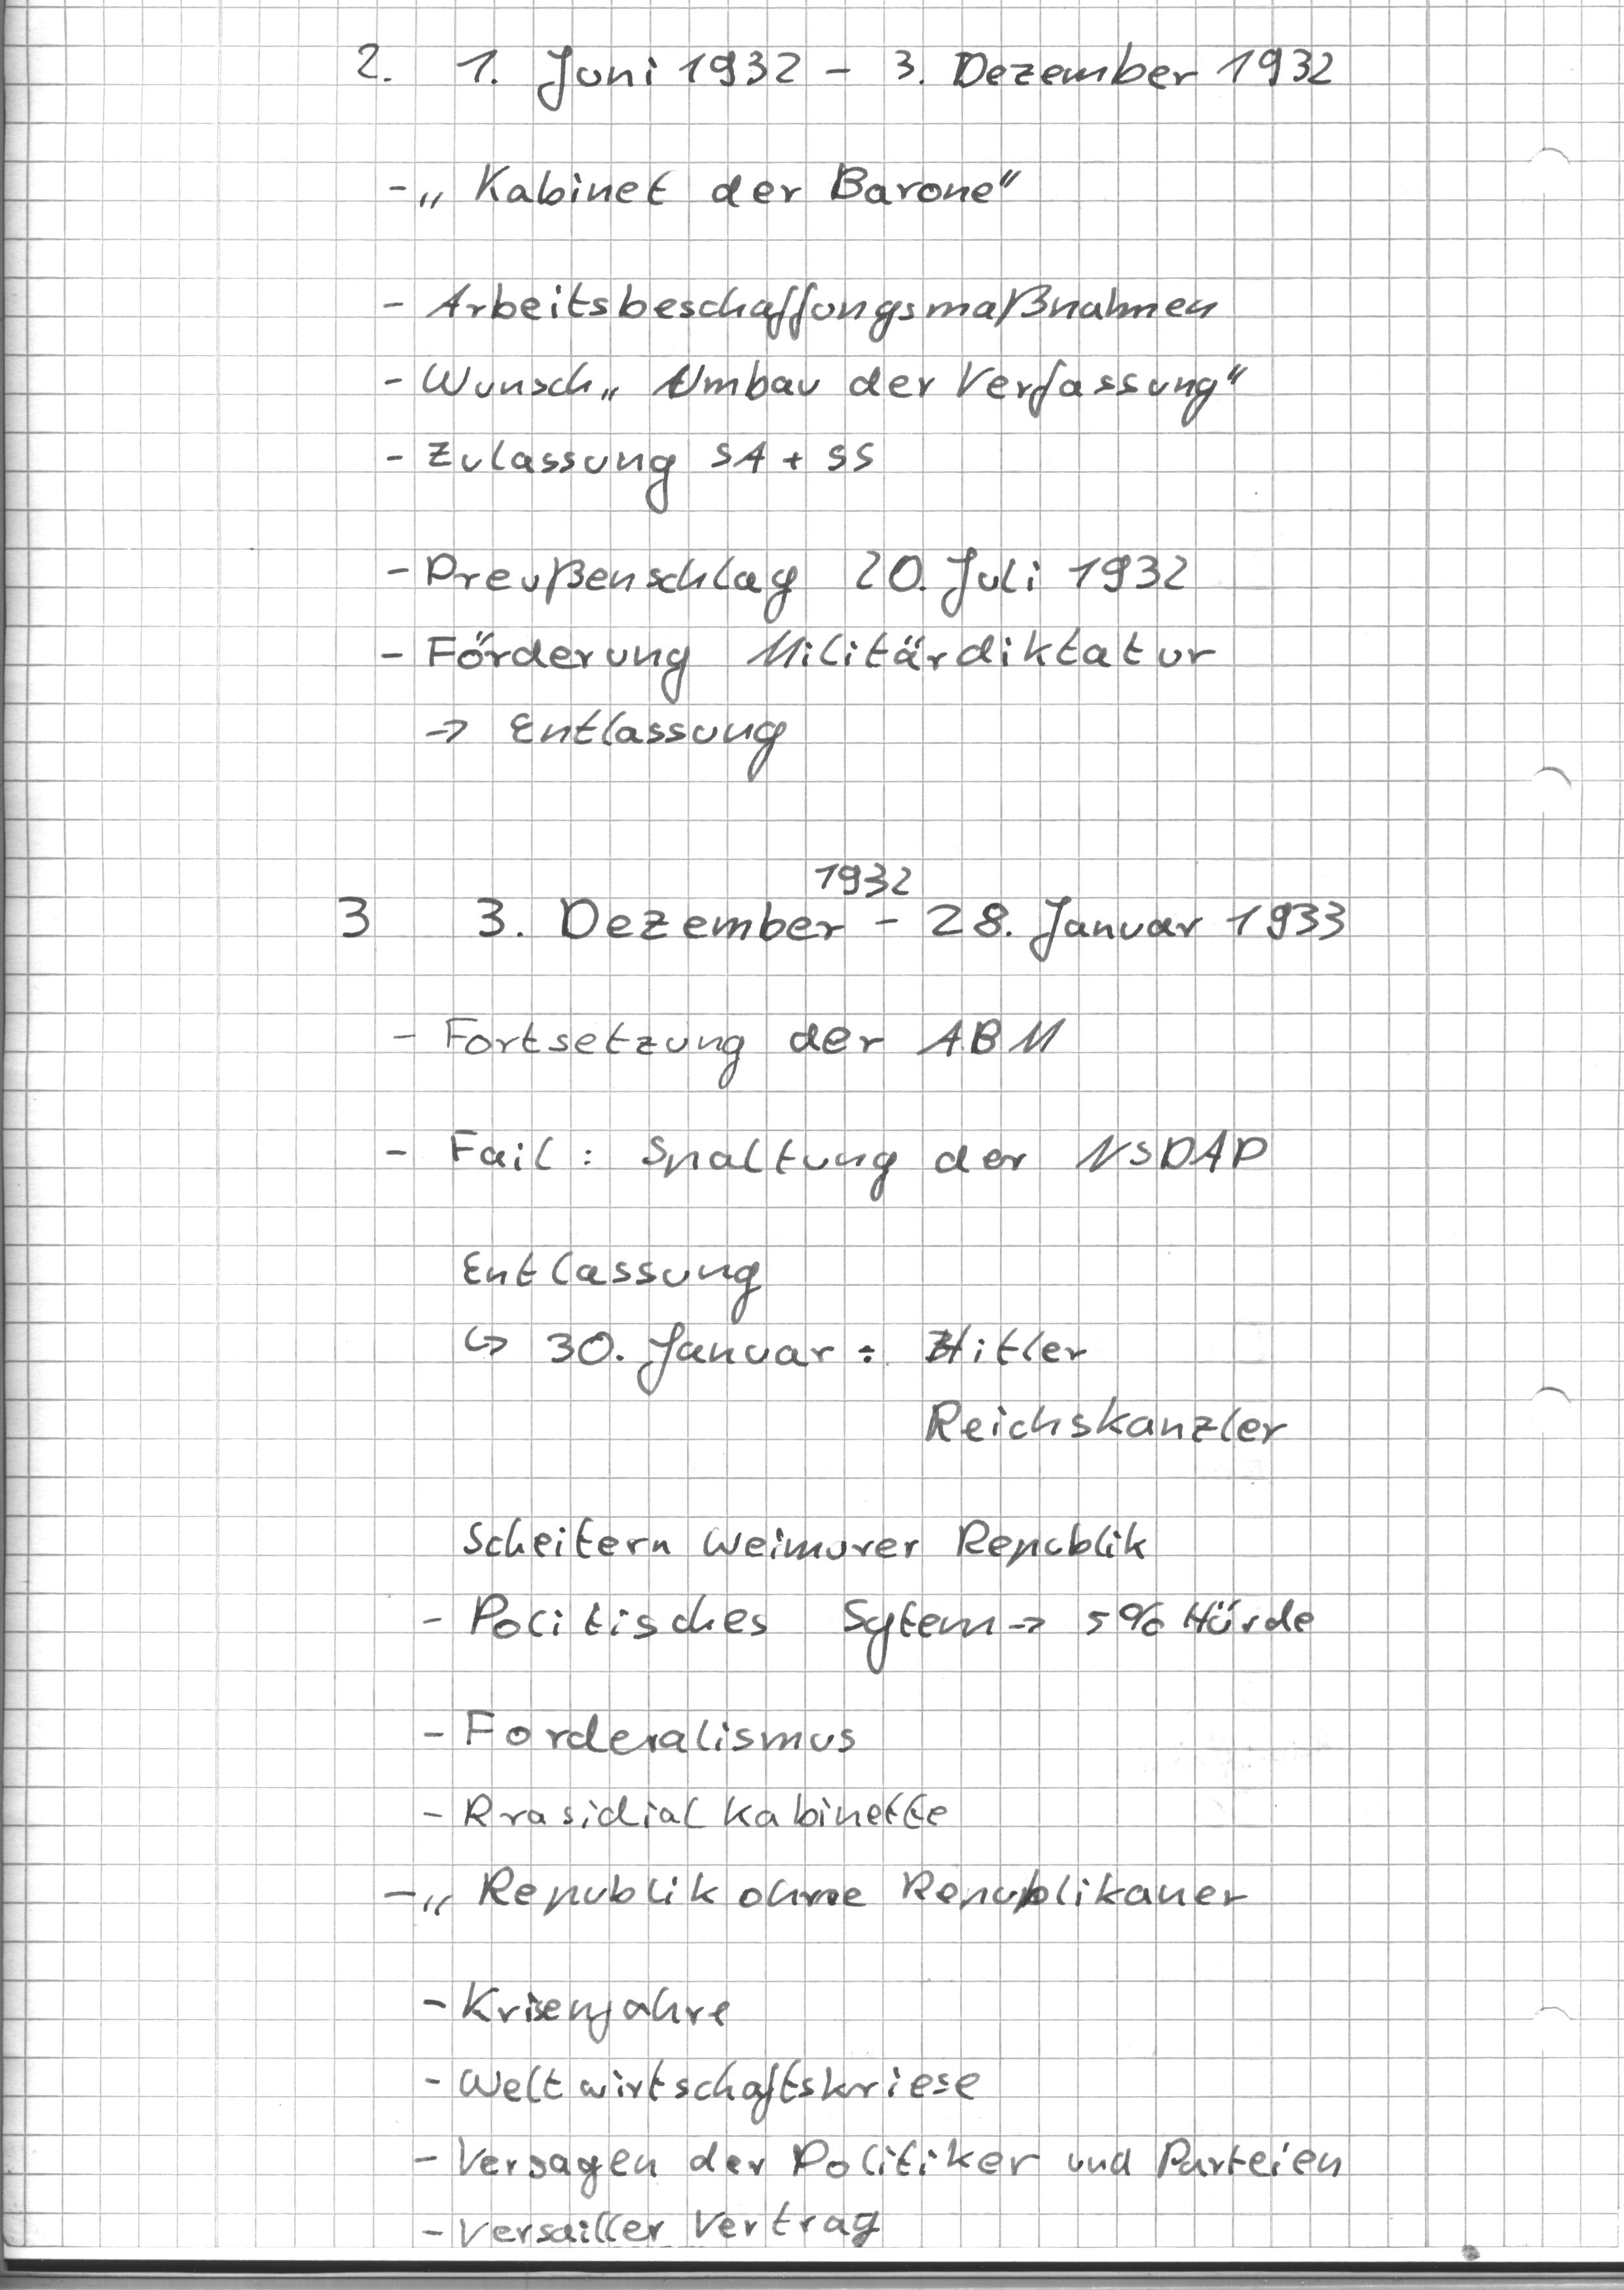 2. 1. Juni 1932 - 3. Dezember 1932
- „Kabinet der Barone"
- Arbeitsbeschaffungsmaßnahmen
- Wunsch „Umbau der Verfassung"
- Zulassung SA + SS
- Preußenschlag 20. Juli 1932
- Förderung Militärdiktatur
→ Entlassung
1932
3 3. Dezember - 28. Januar 1933
- Fortsetzung der ABM
- Fail: Spaltung der NSDAP
Entlassung
↳ 30. Januar: Hitler
Reichskanzler
Scheitern Weimarer Republik
- Politisches Sytem → 5% Hürde
- Forderalismus
- Prasidialkabinette
- „Republik ohne Republikaner
- Krisenjahre
- Weltwirtschaftskriese
- Versagen der Politiker und Parteien
- Versailler Vertrag